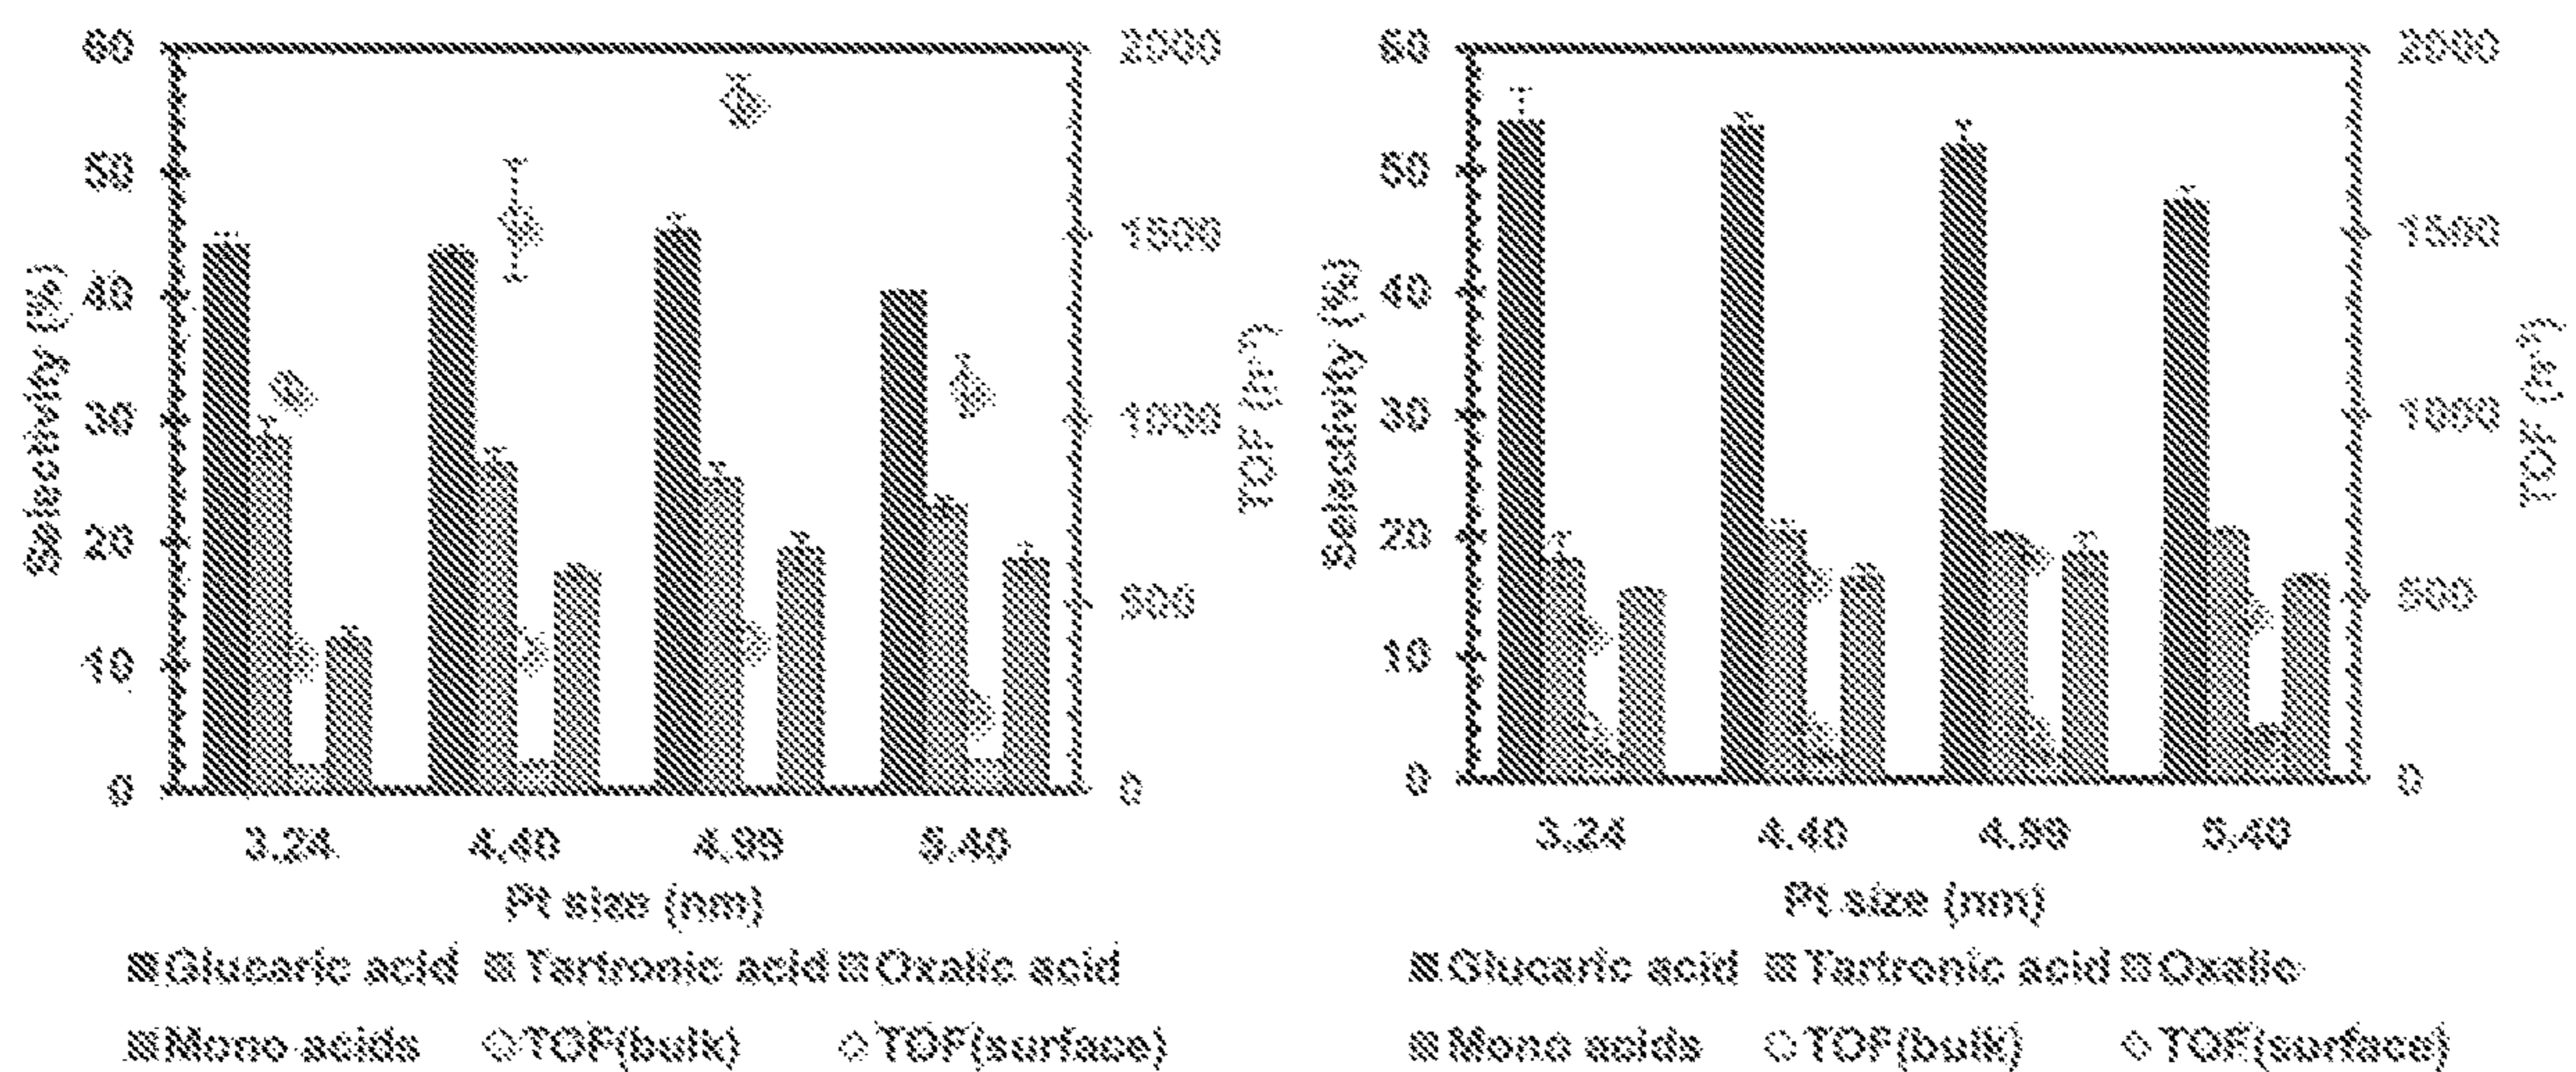 60 2000 60 2000
50 50
1500 1500
40 40
Selectivity (%) TOF (hr⁻¹) Selectivity (%) TOF (hr⁻¹)
30 1000 30 1000
20 20
500 500
10 10
0 0 0 0
3.24 4.40 4.99 5.40 3.24 4.40 4.99 5.40
Pt size (nm) Pt size (nm)
Glucaric acid Tartronic acid Oxalic acid Glucaric acid Tartronic acid Oxalic
Mono acids TOF(bulk) TOF(surface) Mono acids TOF(bulk) TOF(surface)